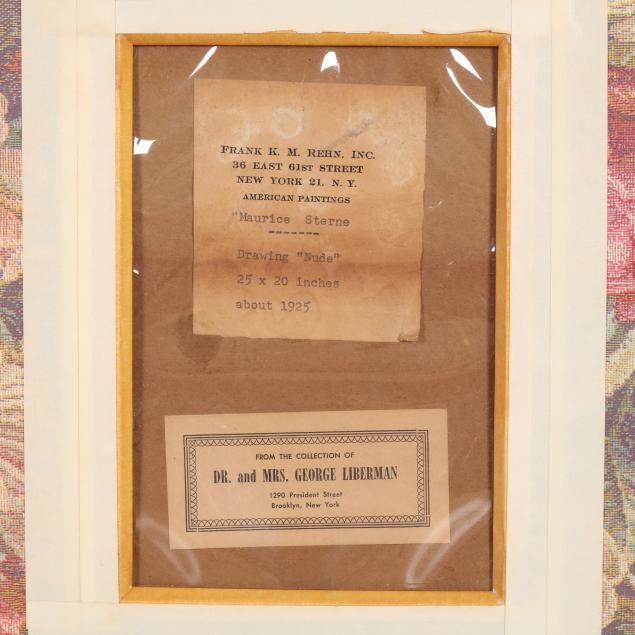 FRANK K. M. REHN, INC.
36 EAST 61ST STREET
NEW YORK 21, N. Y.
AMERICAN PAINTINGS
"Maurice Sterne
-------
Drawing "Nude"
25 x 20 inches
about 1925
FROM THE COLLECTION OF
DR. and MRS. GEORGE LIBERMAN
1290 President Street
Brooklyn, New York